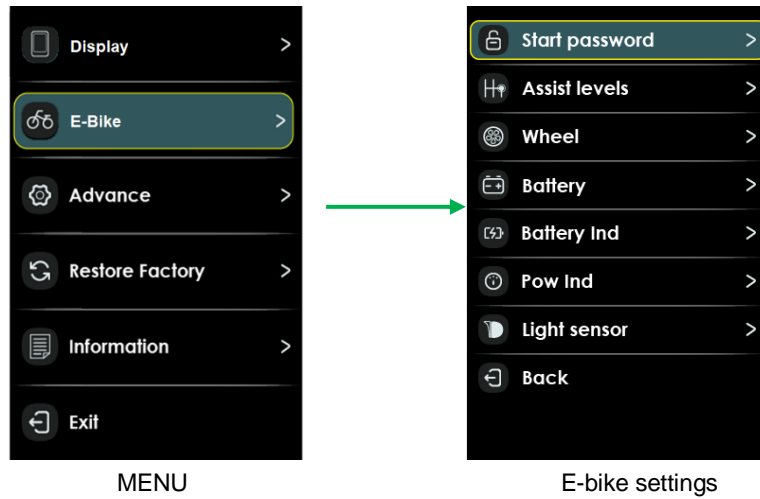 Display >
E-Bike >
Advance >
Restore Factory >
Information >
Exit
MENU
Start password >
Assist levels >
Wheel >
Battery >
Battery Ind >
Pow Ind >
Light sensor >
Back
E-bike settings